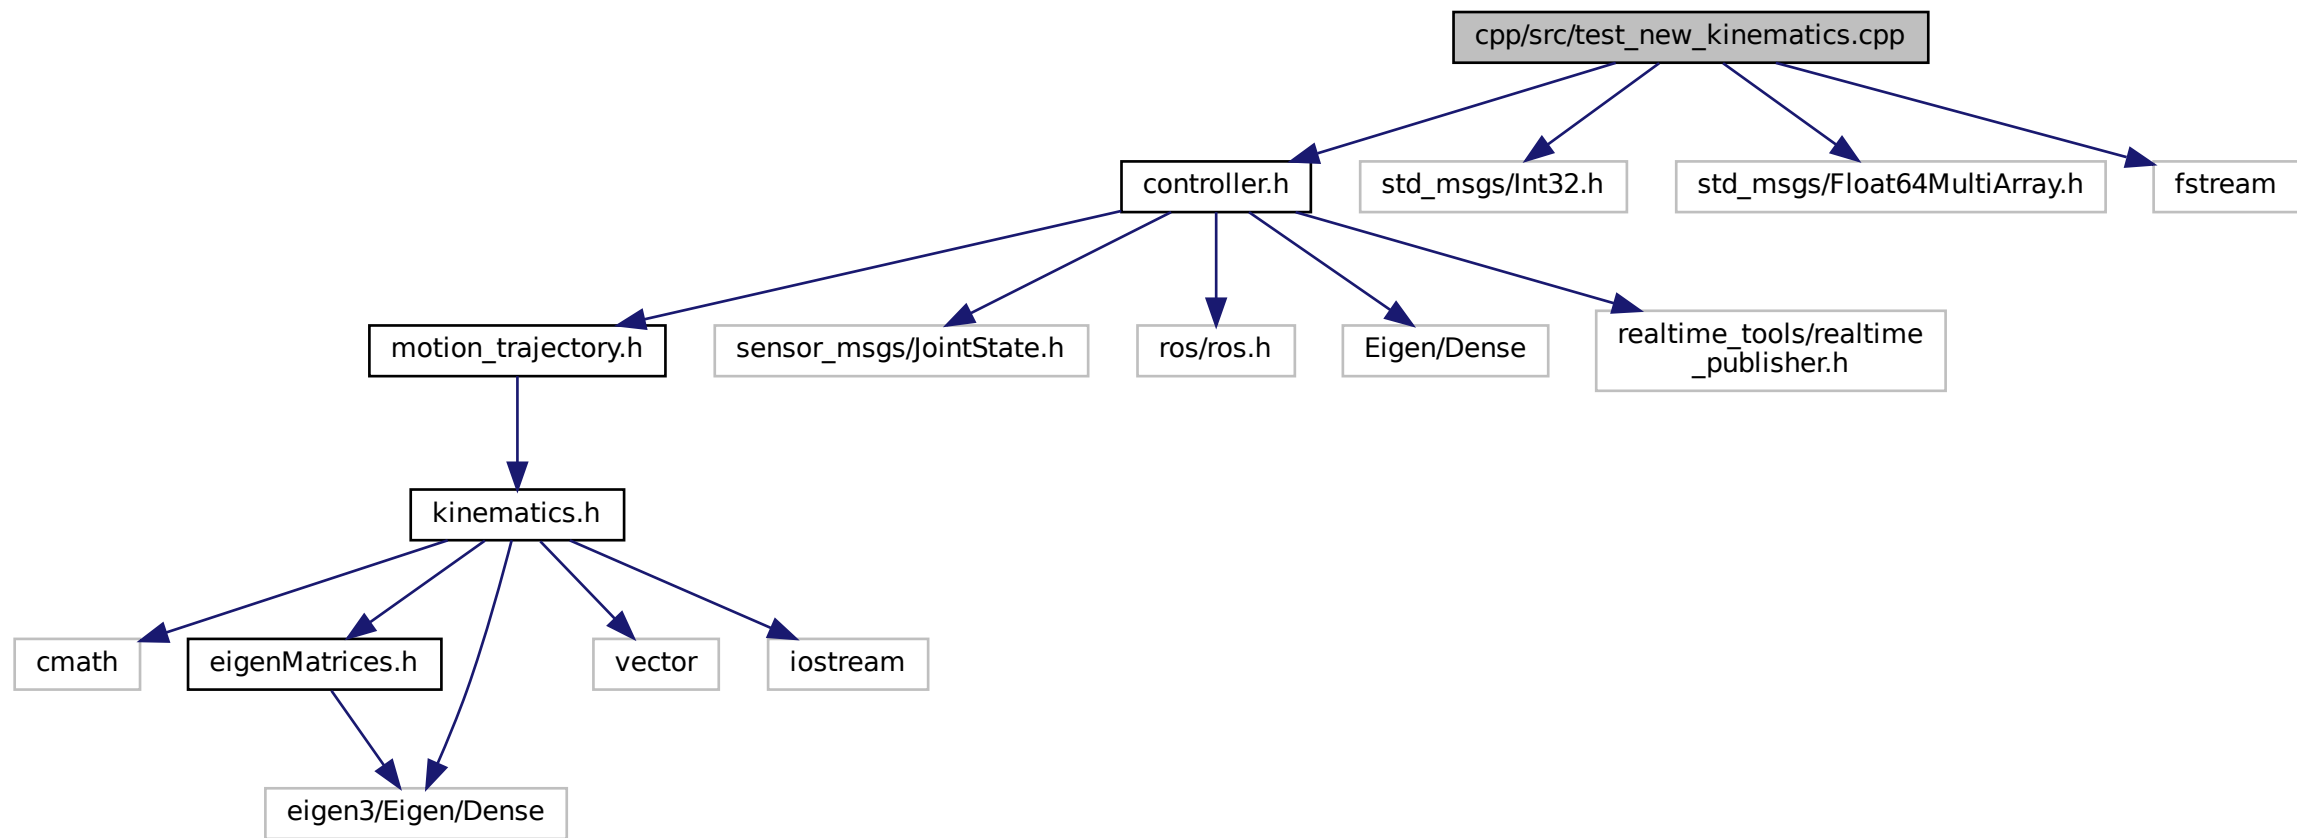 cpp/src/test_new_kinematics.cpp
controller.h
std_msgs/Int32.h
std_msgs/Float64MultiArray.h
fstream
motion_trajectory.h
sensor_msgs/JointState.h
ros/ros.h
Eigen/Dense
realtime_tools/realtime
_publisher.h
kinematics.h
cmath
eigenMatrices.h
vector
iostream
eigen3/Eigen/Dense